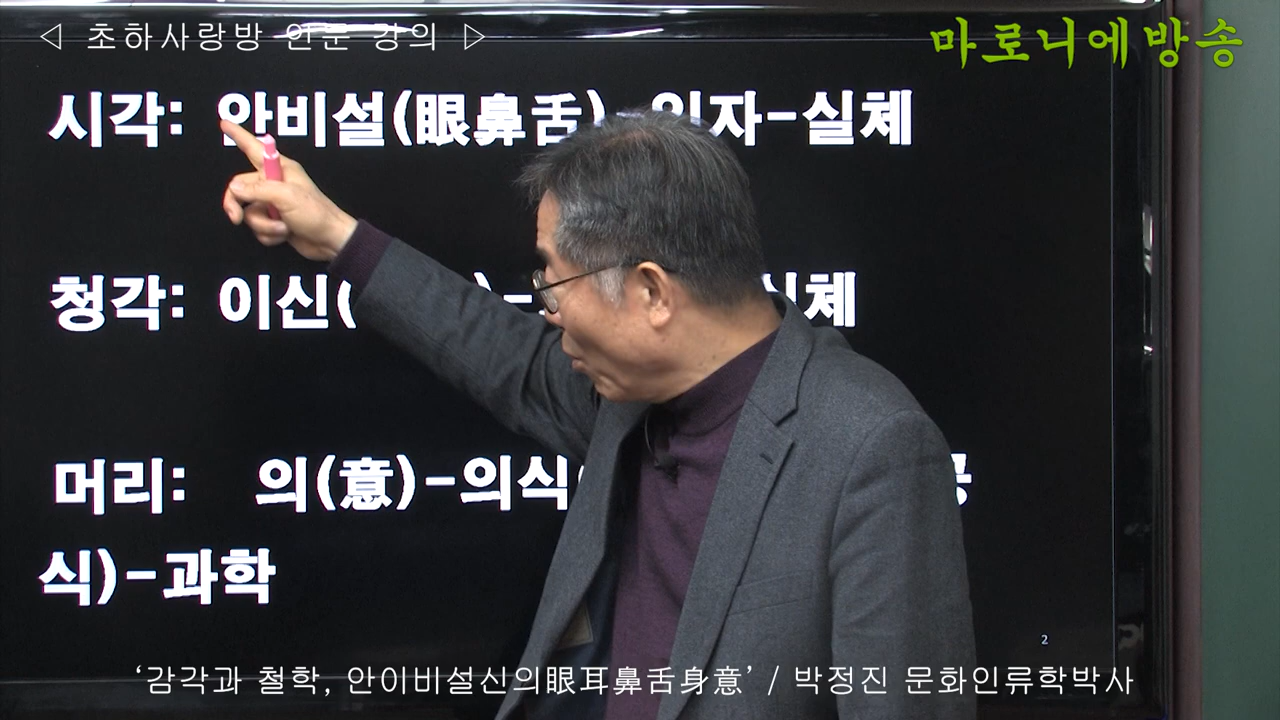 ◁ 초하사랑방 인문 강의 ▷
마로니에방송
시각: 안비설(眼鼻舌)- 자-실체
청각: 이신( )- 실체
머리: 의(意)-의식( 공
식)-과학
2
‘감각과 철학, 안이비설신의眼耳鼻舌身意’ / 박정진 문화인류학박사